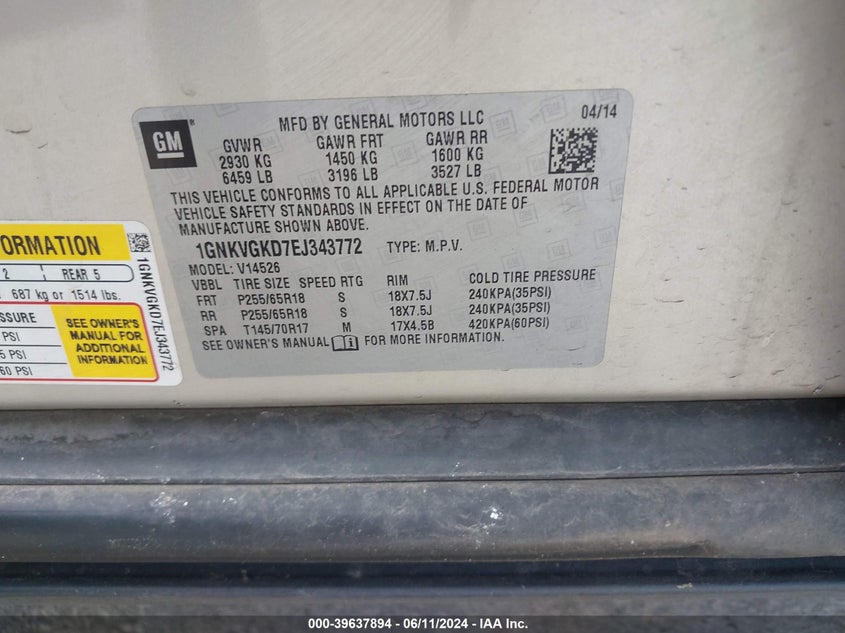 GM
®
MFD BY GENERAL MOTORS LLC 04/14
GVWR GAWR FRT GAWR RR
2930 KG 1450 KG 1600 KG
6459 LB 3196 LB 3527 LB
THIS VEHICLE CONFORMS TO ALL APPLICABLE U.S. FEDERAL MOTOR
VEHICLE SAFETY STANDARDS IN EFFECT ON THE DATE OF
MANUFACTURE SHOWN ABOVE.
1GNKVGKD7EJ343772 TYPE: M.P.V.
MODEL: V14526
VBBL TIRE SIZE SPEED RTG RIM COLD TIRE PRESSURE
FRT P255/65R18 S 18X7.5J 240KPA(35PSI)
RR P255/65R18 S 18X7.5J 240KPA(35PSI)
SPA T145/70R17 M 17X4.5B 420KPA(60PSI)
SEE OWNER'S MANUAL FOR MORE INFORMATION.
ORMATION
2 REAR 5
687 kg or 1514 lbs.
SSURE
PSI
5 PSI
60 PSI
SEE OWNER'S
MANUAL FOR
ADDITIONAL
INFORMATION
1GNKVGKD7EJ343772
000-39637894 - 06/11/2024 - IAA Inc.